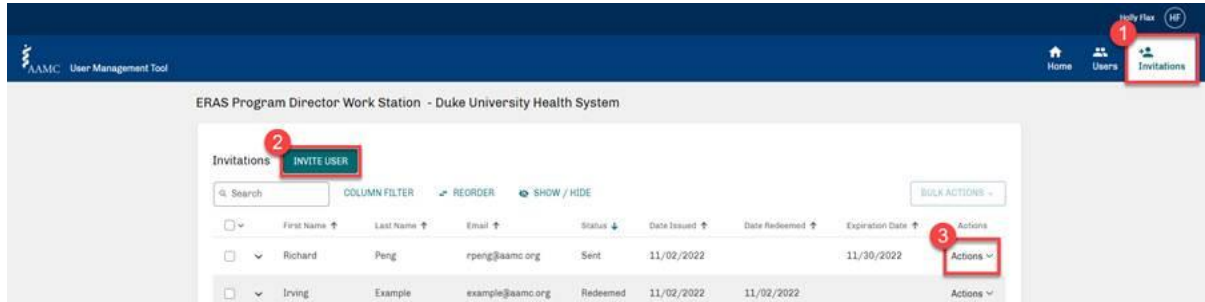 Holly Flax HF
1
AAMC User Management Tool
Home Users Invitations
ERAS Program Director Work Station - Duke University Health System
2
Invitations INVITE USER
Search COLUMN FILTER REORDER SHOW / HIDE BULK ACTIONS
First Name Last Name Email Status Date Issued Date Redeemed Expiration Date Actions
3
Richard Peng rpeng@aamc.org Sent 11/02/2022 11/30/2022 Actions
Irving Example example@aamc.org Redeemed 11/02/2022 11/02/2022 Actions